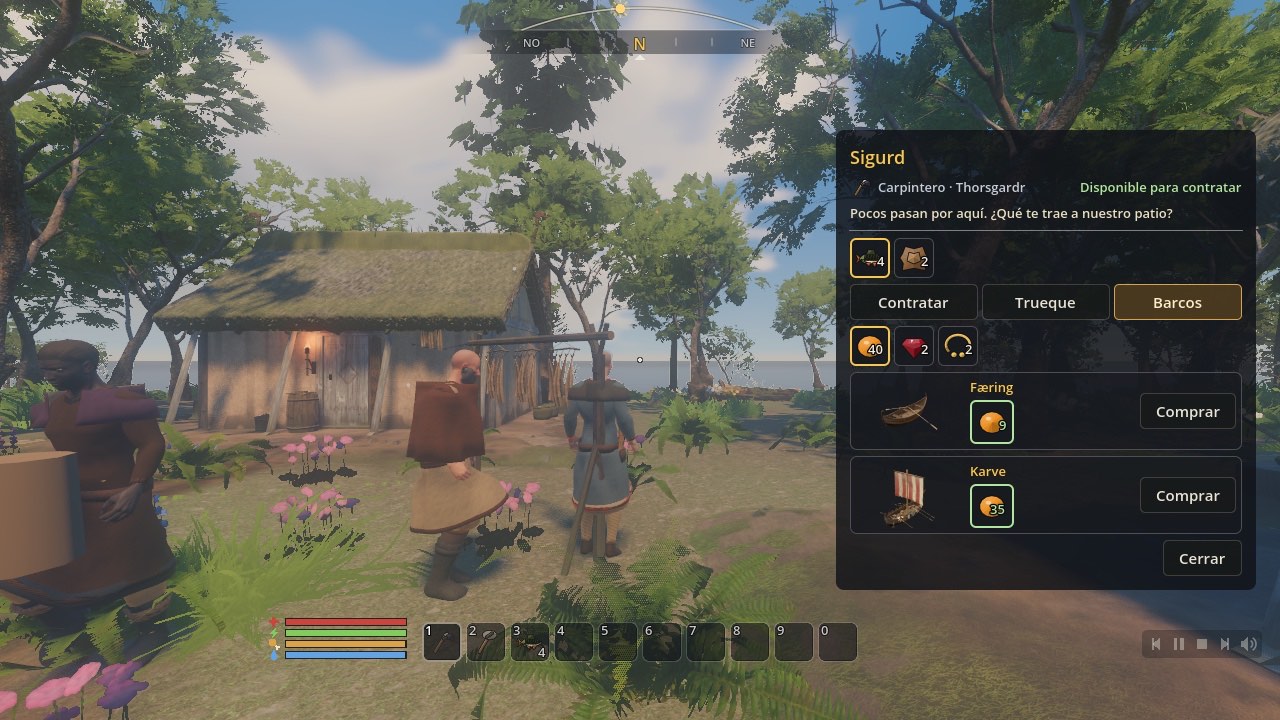 NO N NE
Sigurd
Carpintero · Thorsgardr Disponible para contratar
Pocos pasan por aquí. ¿Qué te trae a nuestro patio?
4 2
Contratar Trueque Barcos
40 2 2
Færing
9 Comprar
Karve
35 Comprar
Cerrar
1 2 3 4 5 6 7 8 9 0
4